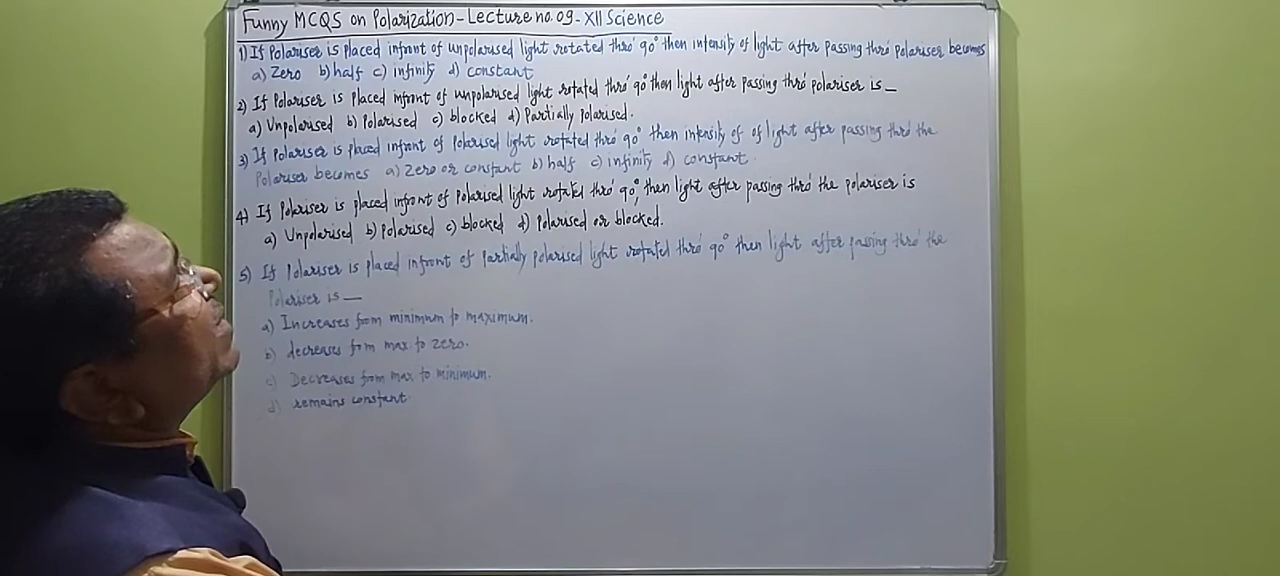 Funny MCQS on Polarization - Lecture no. 09 - XII Science
1) If Polariser is placed infront of unpolarised light rotated thro' 90° then intensity of light after passing thro' polariser becomes
a) Zero b) half c) infinity d) constant
2) If Polariser is placed infront of unpolarised light rotated thro' 90° then light after passing thro' polariser is _
a) Unpolarised b) Polarised c) blocked d) Partially polarised.
3) If Polariser is placed infront of Polarised light rotated thro' 90° then intensity of of light after passing thro' the
Polariser becomes a) Zero or constant b) half c) infinity d) constant.
4) If Polariser is placed infront of Polarised light rotated thro' 90°, then light after passing thro' the polariser is
a) Unpolarised b) polarised c) blocked d) Polarised or blocked.
5) If Polariser is placed infront of Partially polarised light rotated thro' 90° then light after passing thro' the
Polariser is _
a) Increases from minimum to maximum.
b) decreases from max to zero.
c) Decreases from max to minimum.
d) remains constant.